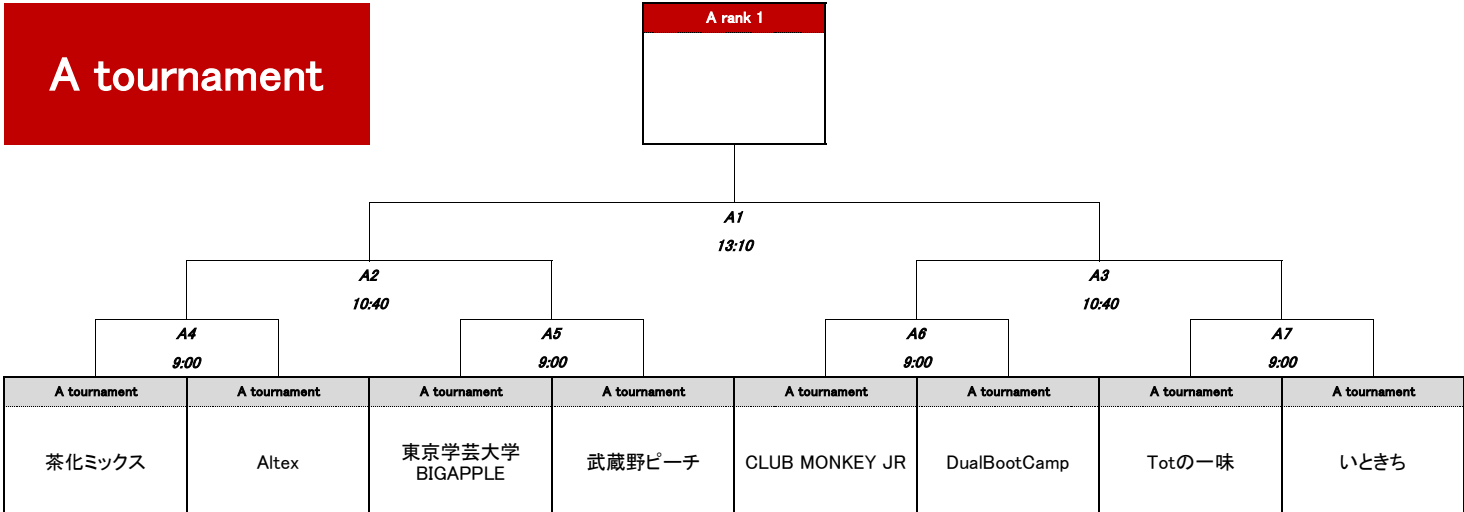 A tournament
A rank 1
A1
13:10
A2
A3
10:40
10:40
A4
A5
A6
A7
9:00
9:00
9:00
9:00
A tournament
A tournament
A tournament
A tournament
A tournament
A tournament
A tournament
A tournament
茶化ミックス
Altex
東京学芸大学
BIGAPPLE
武蔵野ピーチ
CLUB MONKEY JR
DualBootCamp
Totの一味
いときち